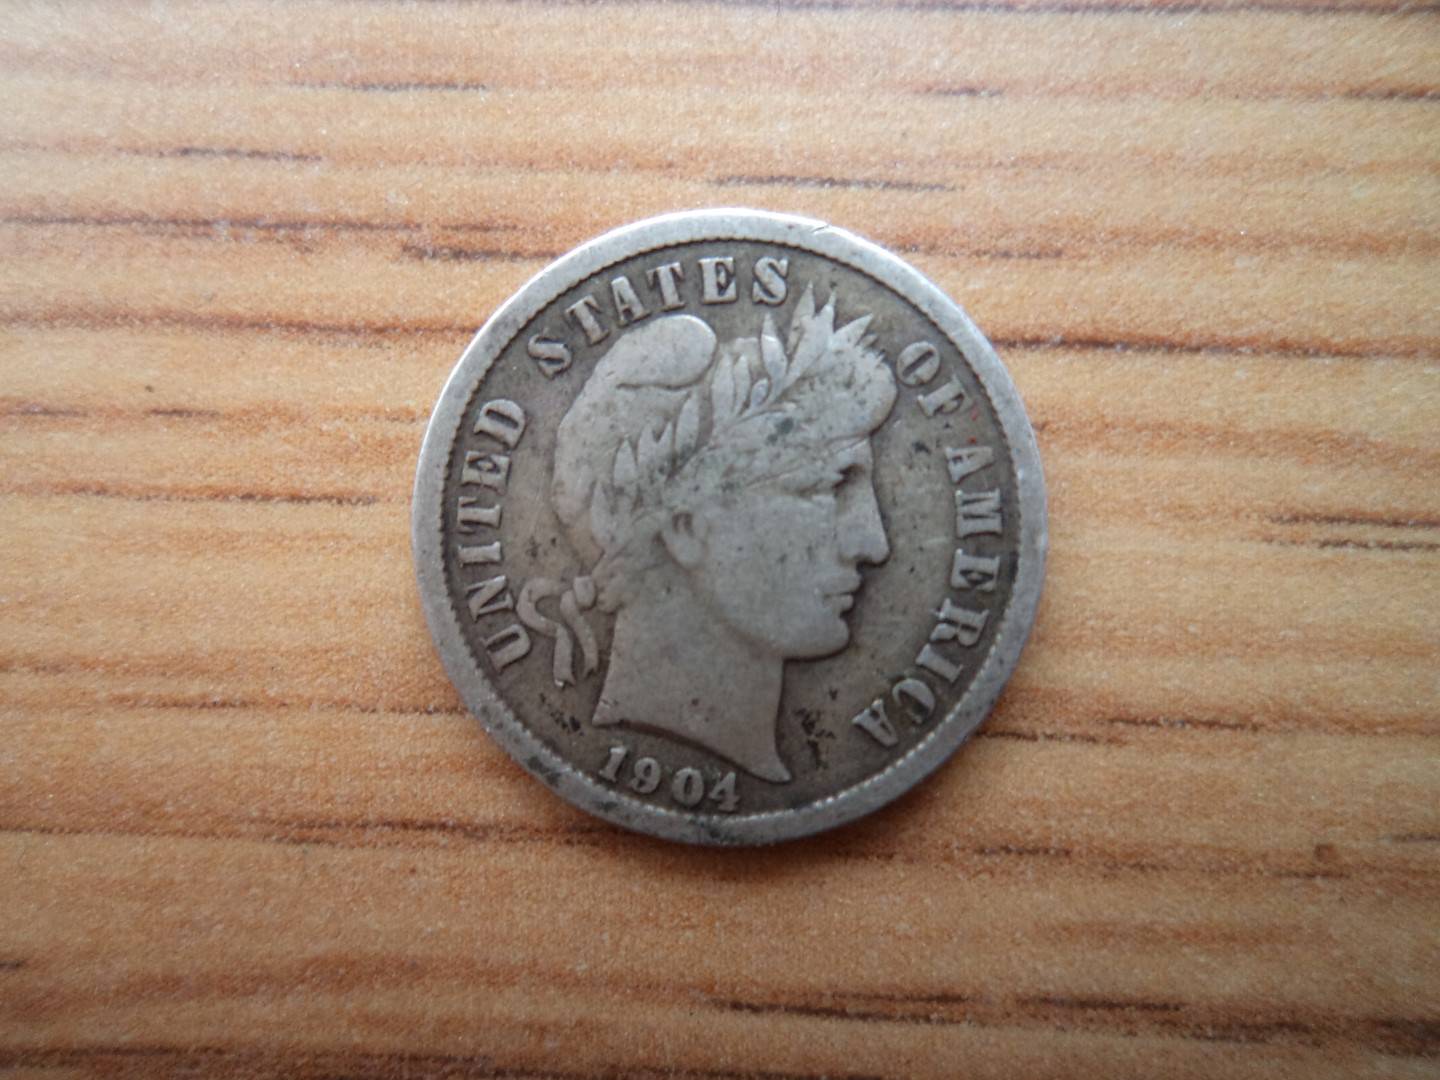 UNITED STATES OF AMERICA
1904